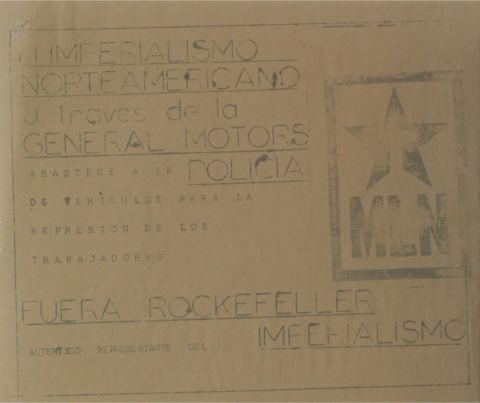 el IMPERIALISMO
NORTEAMERICANO
a Traves de la
GENERAL MOTORS
ABASTECE A LA POLICIA
DE VEHICULOS PARA LA
REPRESION DE LOS
TRABAJADORES
MLN
FUERA ROCKEFELLER
AUTENTICO REPRESENTANTE DEL IMPERIALISMO